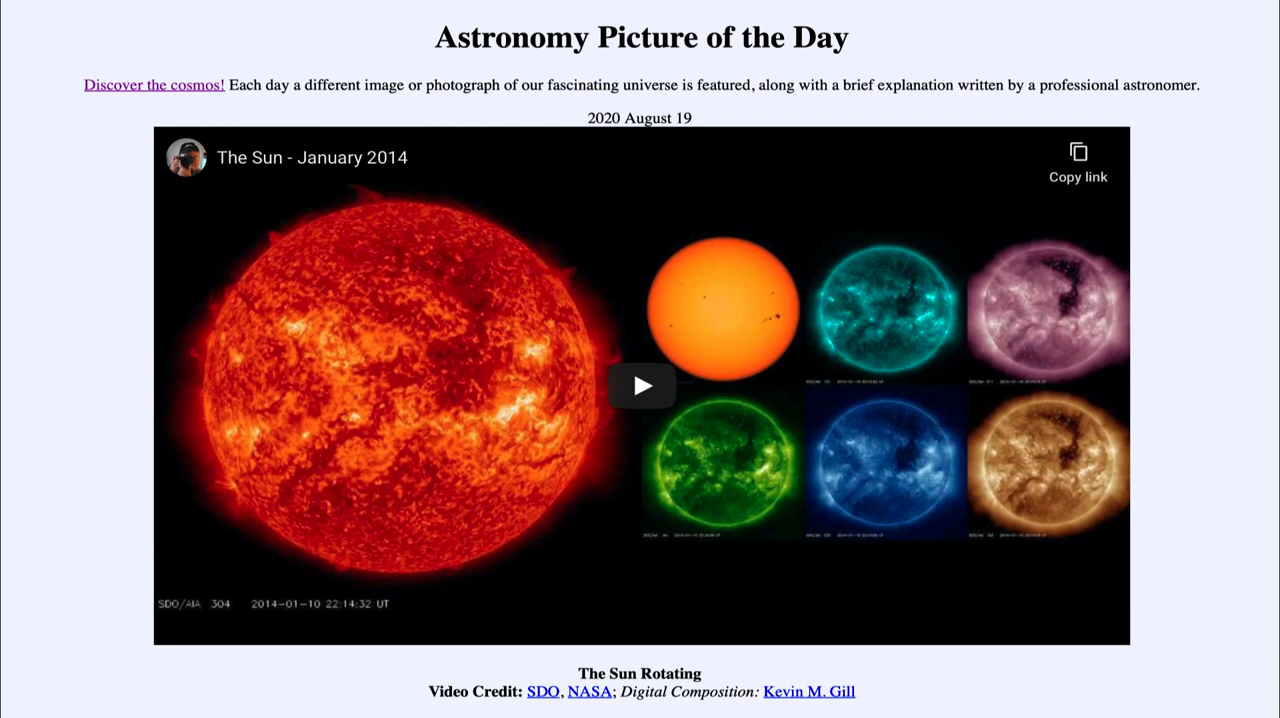 Astronomy Picture of the Day
Discover the cosmos! Each day a different image or photograph of our fascinating universe is featured, along with a brief explanation written by a professional astronomer.
2020 August 19
The Sun - January 2014
Copy link
SDO/AIA 304 2014-01-10 22:14:32 UT
The Sun Rotating
Video Credit: SDO, NASA; Digital Composition: Kevin M. Gill